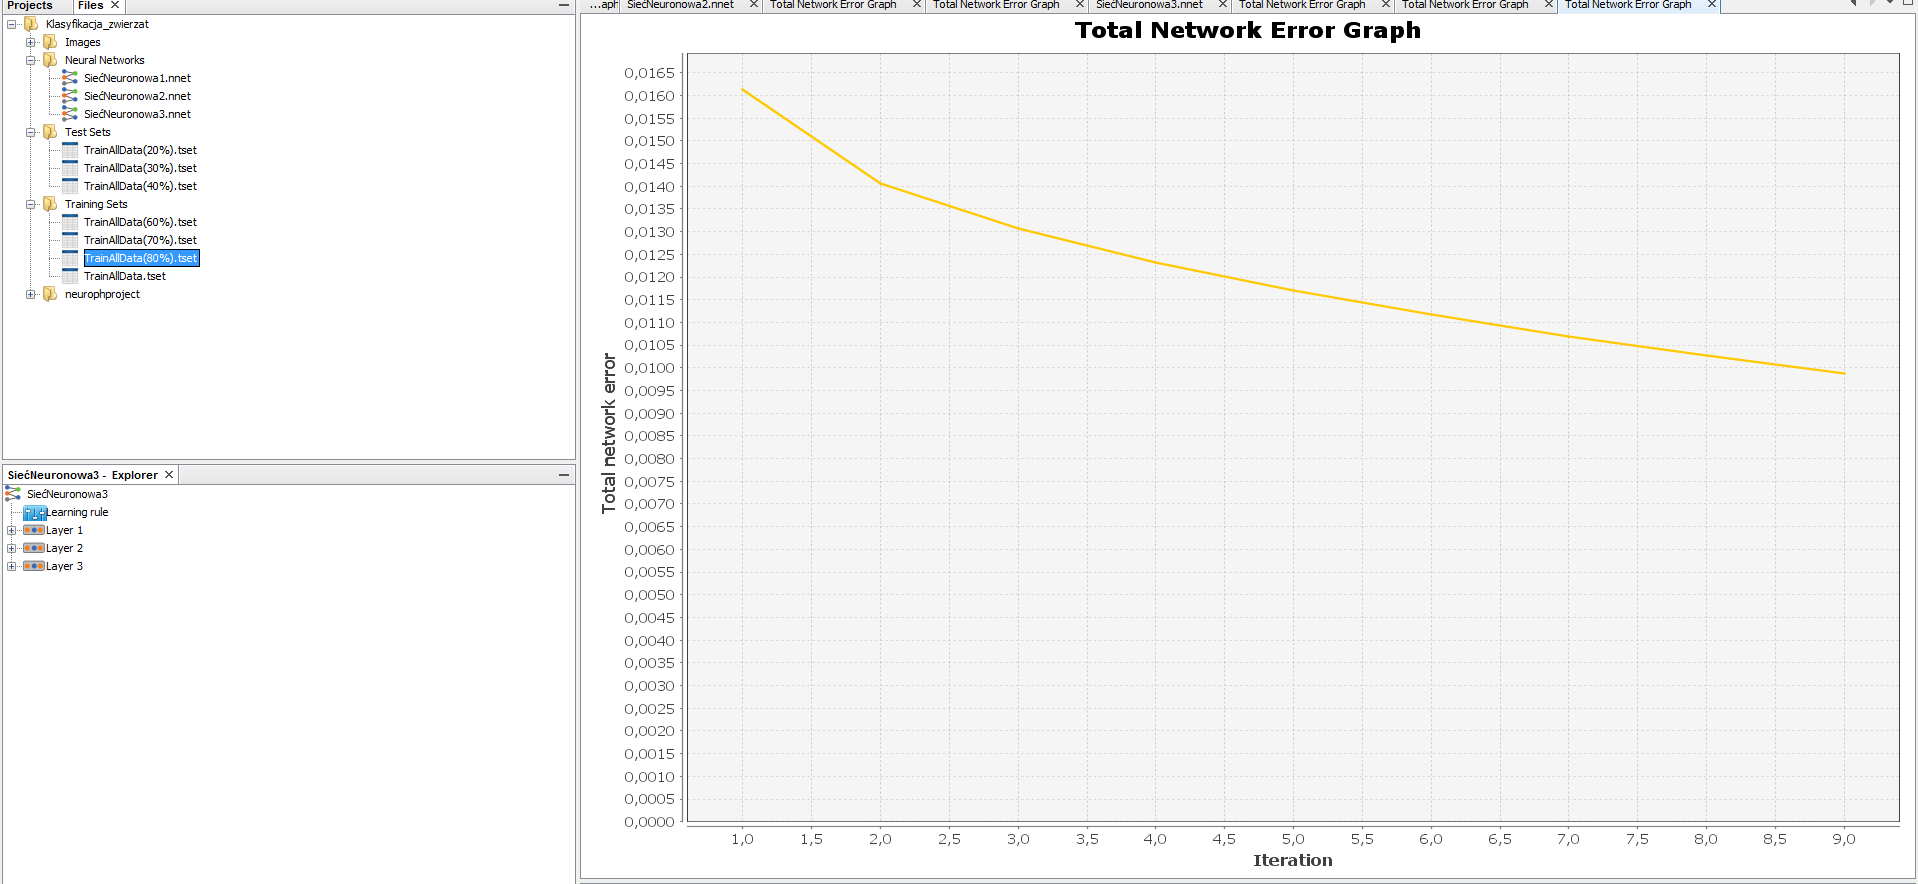 Projects
Files
Klasyfikacja_zwierzat
Images
Neural Networks
SiećNeuronowa1.nnet
SiećNeuronowa2.nnet
SiećNeuronowa3.nnet
Test Sets
TrainAllData(20%).tset
TrainAllData(30%).tset
TrainAllData(40%).tset
Training Sets
TrainAllData(60%).tset
TrainAllData(70%).tset
TrainAllData(80%).tset
TrainAllData.tset
neurophproject
SiećNeuronowa3 - Explorer
SiećNeuronowa3
Learning rule
Layer 1
Layer 2
Layer 3
...aph SiećNeuronowa2.nnet Total Network Error Graph Total Network Error Graph SiećNeuronowa3.nnet Total Network Error Graph Total Network Error Graph Total Network Error Graph
Total Network Error Graph
Total network error
0,0165
0,0160
0,0155
0,0150
0,0145
0,0140
0,0135
0,0130
0,0125
0,0120
0,0115
0,0110
0,0105
0,0100
0,0095
0,0090
0,0085
0,0080
0,0075
0,0070
0,0065
0,0060
0,0055
0,0050
0,0045
0,0040
0,0035
0,0030
0,0025
0,0020
0,0015
0,0010
0,0005
0,0000
1,0 1,5 2,0 2,5 3,0 3,5 4,0 4,5 5,0 5,5 6,0 6,5 7,0 7,5 8,0 8,5 9,0
Iteration